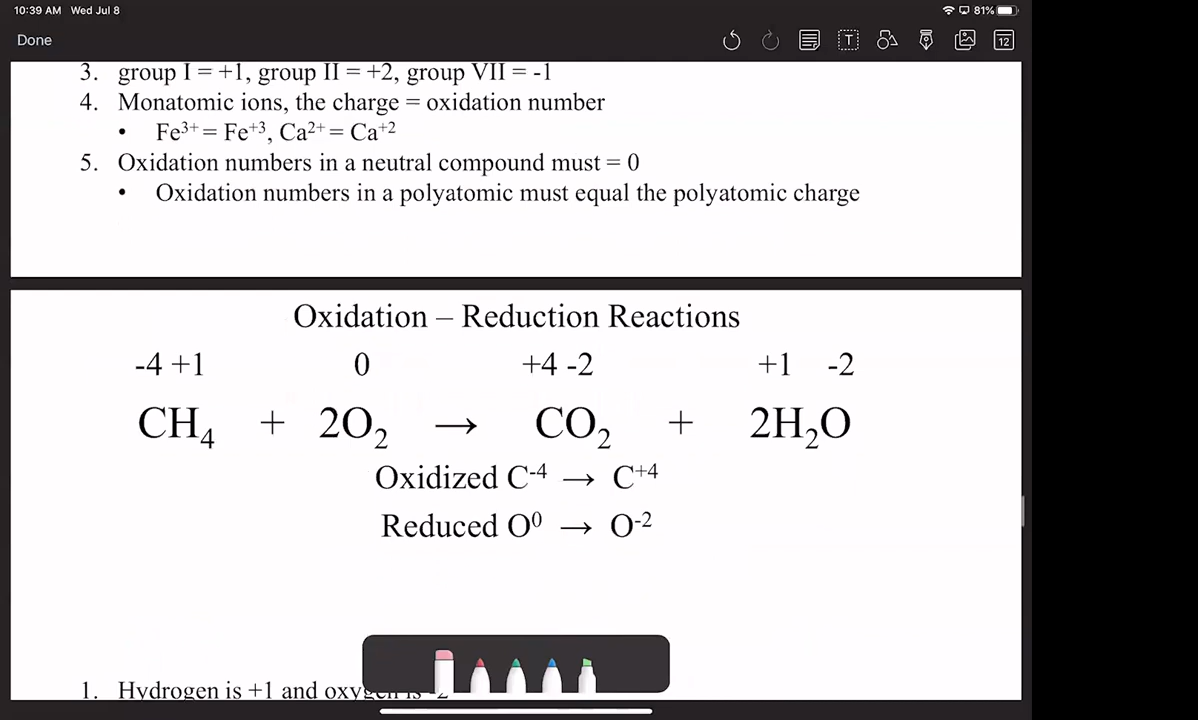 10:39 AM Wed Jul 8
81%
Done
T
12
3. group I = +1, group II = +2, group VII = -1
4. Monatomic ions, the charge = oxidation number
• Fe³⁺ = Fe⁺³, Ca²⁺ = Ca⁺²
5. Oxidation numbers in a neutral compound must = 0
• Oxidation numbers in a polyatomic must equal the polyatomic charge
Oxidation – Reduction Reactions
-4 +1 0 +4 -2 +1 -2
CH₄ + 2O₂ → CO₂ + 2H₂O
Oxidized C⁻⁴ → C⁺⁴
Reduced O⁰ → O⁻²
1. Hydrogen is +1 and oxygen is -2